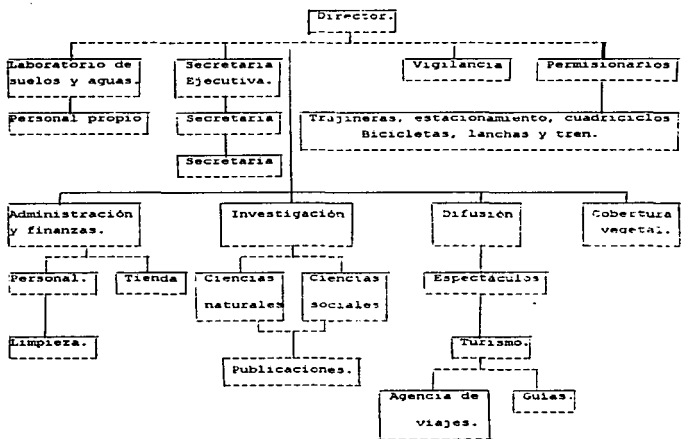 Director.
Laboratorio de
suelos y aguas.
Secretaria
Ejecutiva.
Vigilancia
Permisionarios
Personal propio
Secretaria
Trajineras, estacionamiento, cuadriciclos
Bicicletas, lanchas y tren.
Secretaria
Administración
y finanzas.
Investigación
Difusión
Cobertura
vegetal.
Personal.
Tienda
Ciencias
naturales
Ciencias
sociales
Espectáculos
Limpieza.
Publicaciones.
Turismo.
Agencia de
viajes.
Guias.